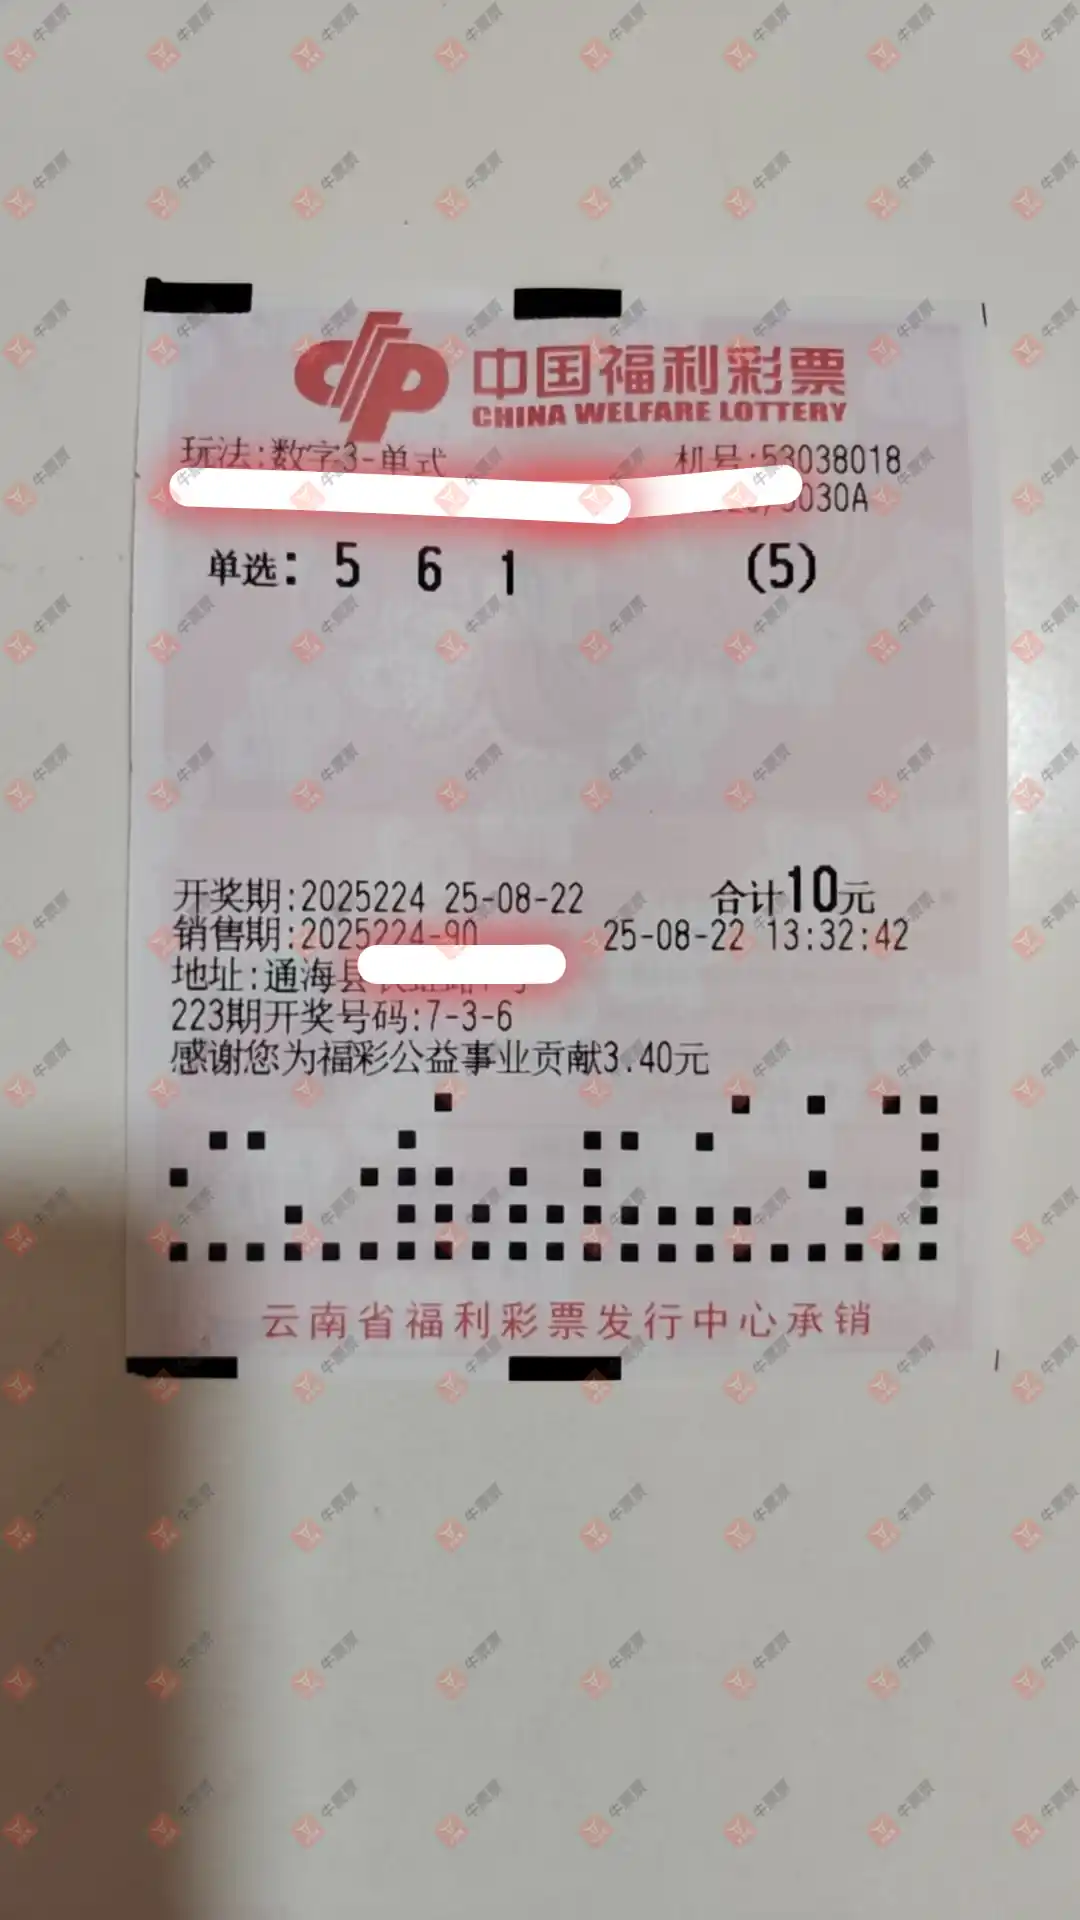 中国福利彩票
CHINA WELFARE LOTTERY
玩法:数字3-单式 机号:53038018
030A
单选: 5 6 1 (5)
开奖期:2025224 25-08-22 合计10元
销售期:2025224-90 25-08-22 13:32:42
地址:通海县
223期开奖号码:7-3-6
感谢您为福彩公益事业贡献3.40元
云南省福利彩票发行中心承销
牛票票